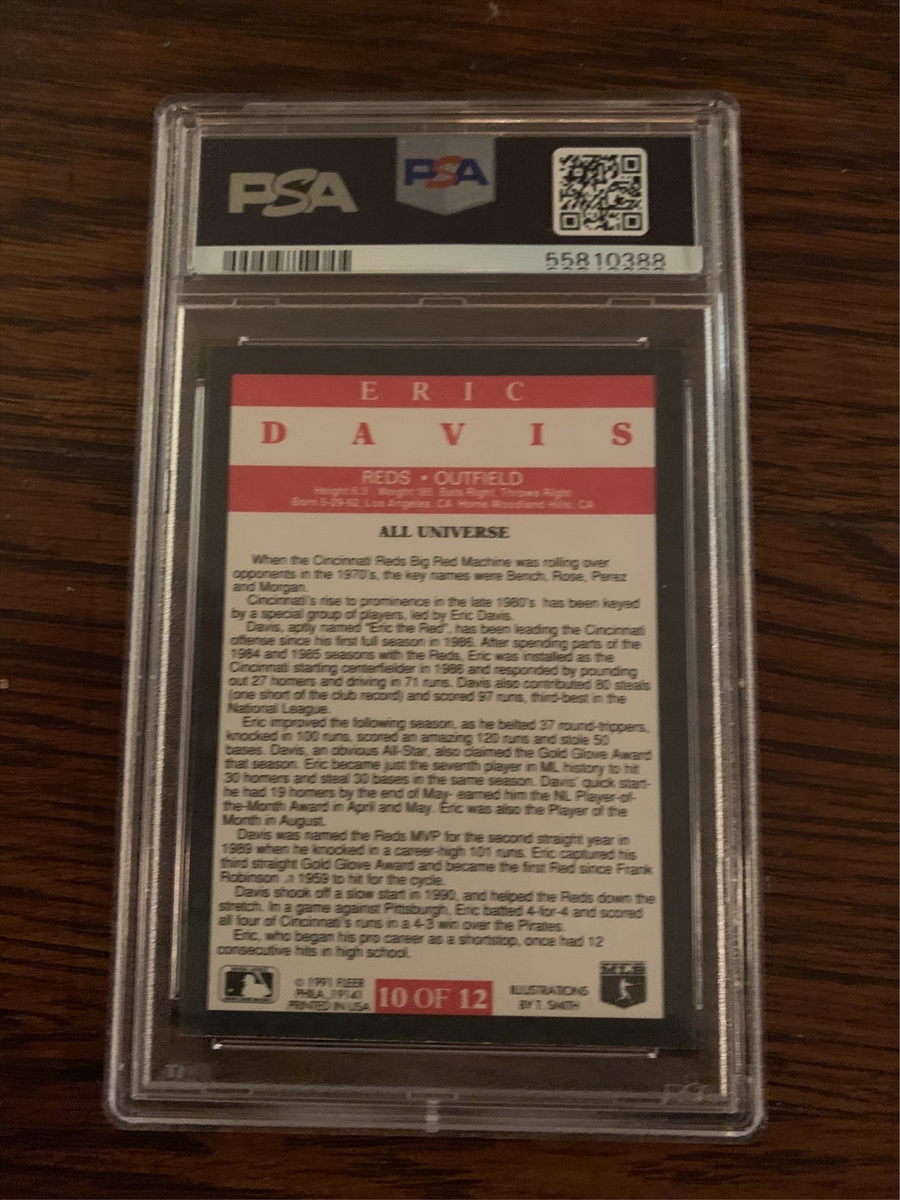 PSA
PSA
55810388
ERIC
DAVIS
REDS • OUTFIELD
Height 6:3 Weight 185 Bats Right, Throws Right
Born 5-29-62, Los Angeles, CA Home Woodland Hills, CA
ALL UNIVERSE
When the Cincinnati Reds Big Red Machine was rolling over
opponents in the 1970's, the key names were Bench, Rose, Perez
and Morgan.
Cincinnati's rise to prominence in the late 1980's has been keyed
by a special group of players, led by Eric Davis.
Davis, aptly named "Eric the Red", has been leading the Cincinnati
offense since his first full season in 1986. After spending parts of the
1984 and 1985 seasons with the Reds, Eric was installed as the
Cincinnati starting centerfielder in 1986 and responded by pounding
out 27 homers and driving in 71 runs. Davis also contributed 80 steals
(one short of the club record) and scored 97 runs, third-best in the
National League.
Eric improved the following season, as he belted 37 round-trippers,
knocked in 100 runs, scored an amazing 120 runs and stole 50
bases. Davis, an obvious All-Star, also claimed the Gold Glove Award
that season. Eric became just the seventh player in ML history to hit
30 homers and steal 30 bases in the same season. Davis' quick start-
he had 19 homers by the end of May- earned him the NL Player-of-
the-Month Award in April and May. Eric was also the Player of the
Month in August.
Davis was named the Reds MVP for the second straight year in
1989 when he knocked in a career-high 101 runs. Eric captured his
third straight Gold Glove Award and became the first Red since Frank
Robinson 1959 to hit for the cycle.
Davis shook off a slow start in 1990, and helped the Reds down the
stretch. In a game against Pittsburgh, Eric batted 4-for-4 and scored
all four of Cincinnati's runs in a 4-3 win over the Pirates.
Eric, who began his pro career as a shortstop, once had 12
consecutive hits in high school.
© 1991 FLEER
PHILA., 19141
PRINTED IN USA
10 OF 12
ILLUSTRATIONS
BY T. SMITH
MLB